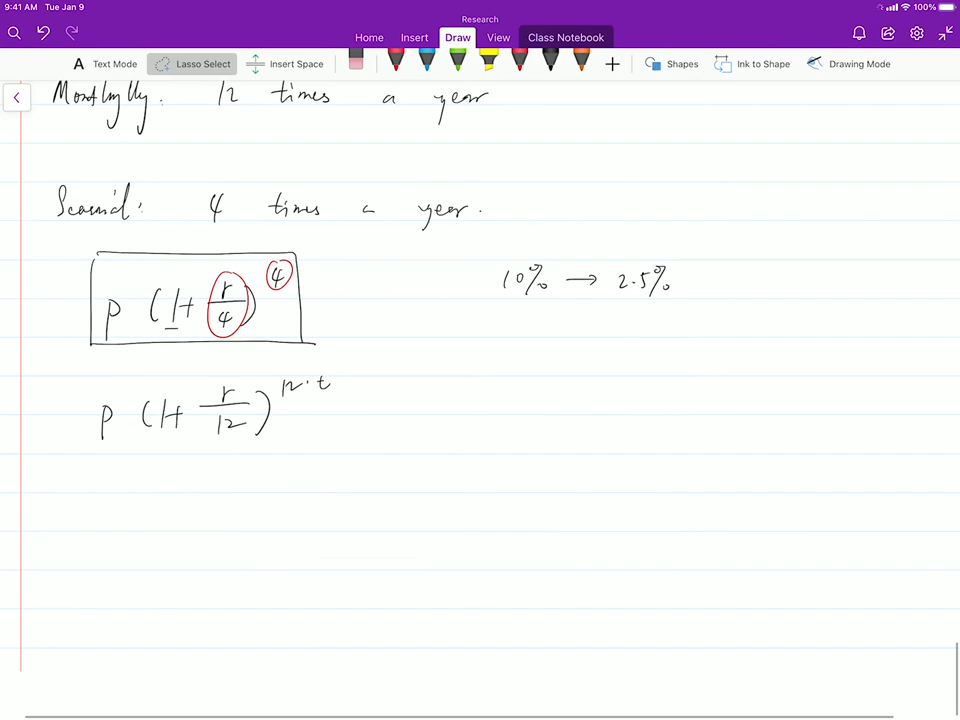 9:41 AM Tue Jan 9 100%
Research
Home Insert Draw View Class Notebook
Text Mode Lasso Select Insert Space Shapes Ink to Shape Drawing Mode
12 times a year
4 times a year.
10% → 2.5%
p (1+ r/4)^4
p (1+ r/12)^12·t